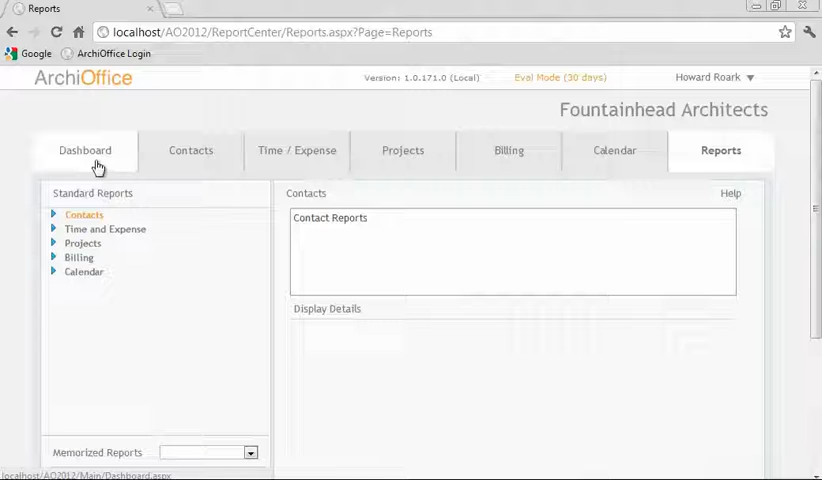 Reports
localhost/AO2012/ReportCenter/Reports.aspx?Page=Reports
Google ArchiOffice Login
ArchiOffice Version: 1.0.171.0 (Local) Eval Mode (30 days) Howard Roark
Fountainhead Architects
Dashboard Contacts Time / Expense Projects Billing Calendar Reports
Standard Reports Contacts Help
Contacts
Time and Expense
Projects
Billing
Calendar
Contact Reports
Display Details
Memorized Reports
localhost/AO2012/Main/Dashboard.aspx